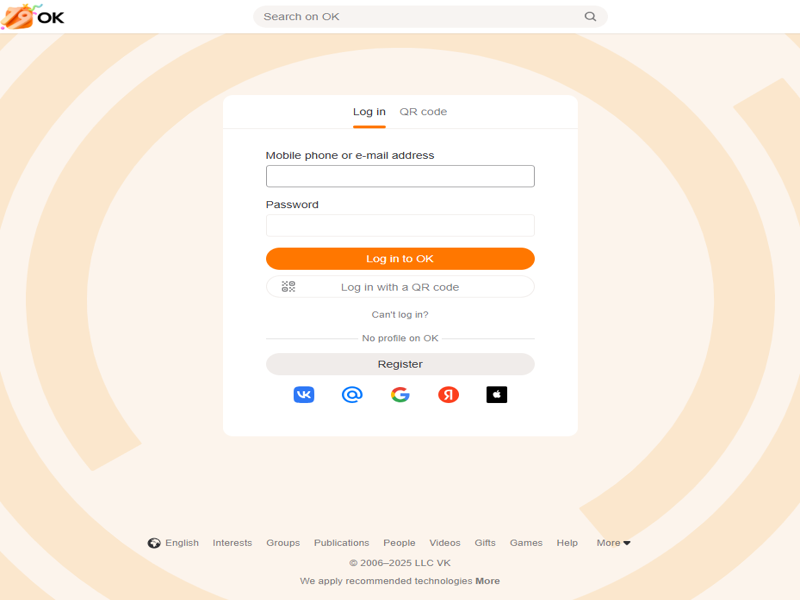 OK
Search on OK
Log in QR code
Mobile phone or e-mail address
Password
Log in to OK
Log in with a QR code
Can't log in?
No profile on OK
Register
English Interests Groups Publications People Videos Gifts Games Help More
© 2006–2025 LLC VK
We apply recommended technologies More